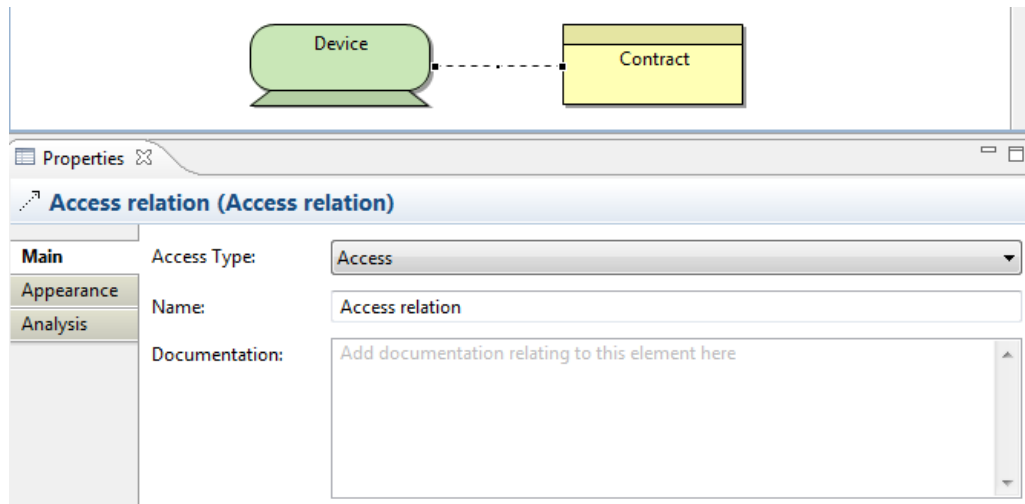 Device
Contract
Properties
Access relation (Access relation)
Main
Access Type:
Access
Appearance
Name:
Access relation
Analysis
Documentation:
Add documentation relating to this element here